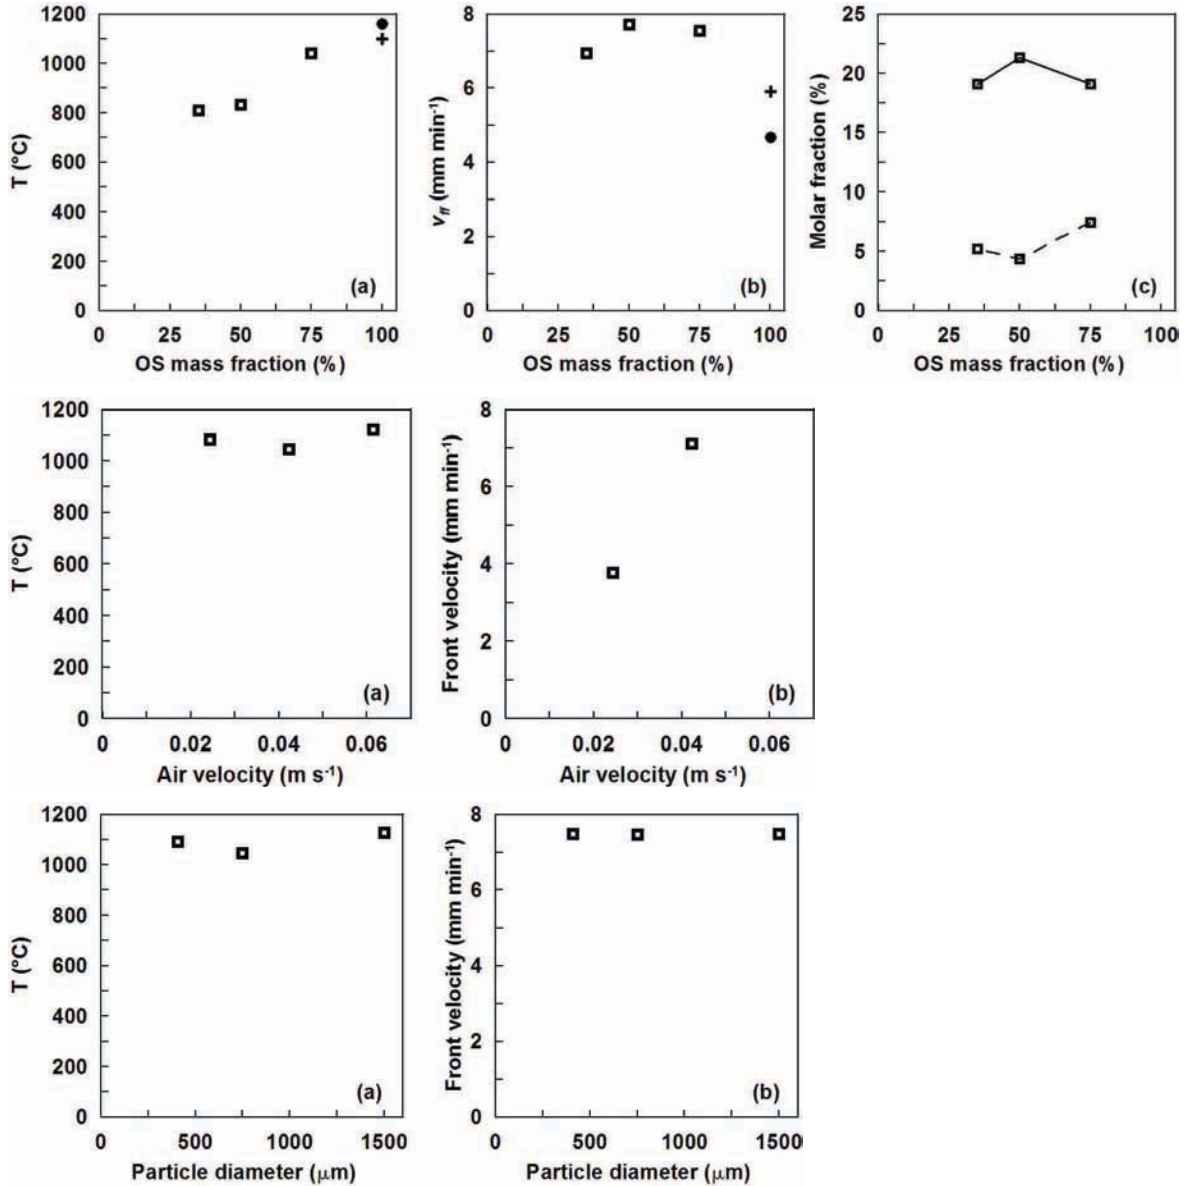 1200
1000
800
600
400
200
0
T (°C)
(a)
0 25 50 75 100
OS mass fraction (%)
8
6
4
2
0
v_ff (mm min⁻¹)
(b)
0 25 50 75 100
OS mass fraction (%)
25
20
15
10
5
0
Molar fraction (%)
(c)
0 25 50 75 100
OS mass fraction (%)
1200
1000
800
600
400
200
0
T (°C)
(a)
0 0.02 0.04 0.06
Air velocity (m s⁻¹)
8
6
4
2
0
Front velocity (mm min⁻¹)
(b)
0 0.02 0.04 0.06
Air velocity (m s⁻¹)
1200
1000
800
600
400
200
0
T (°C)
(a)
0 500 1000 1500
Particle diameter (μm)
8
6
4
2
0
Front velocity (mm min⁻¹)
(b)
0 500 1000 1500
Particle diameter (μm)